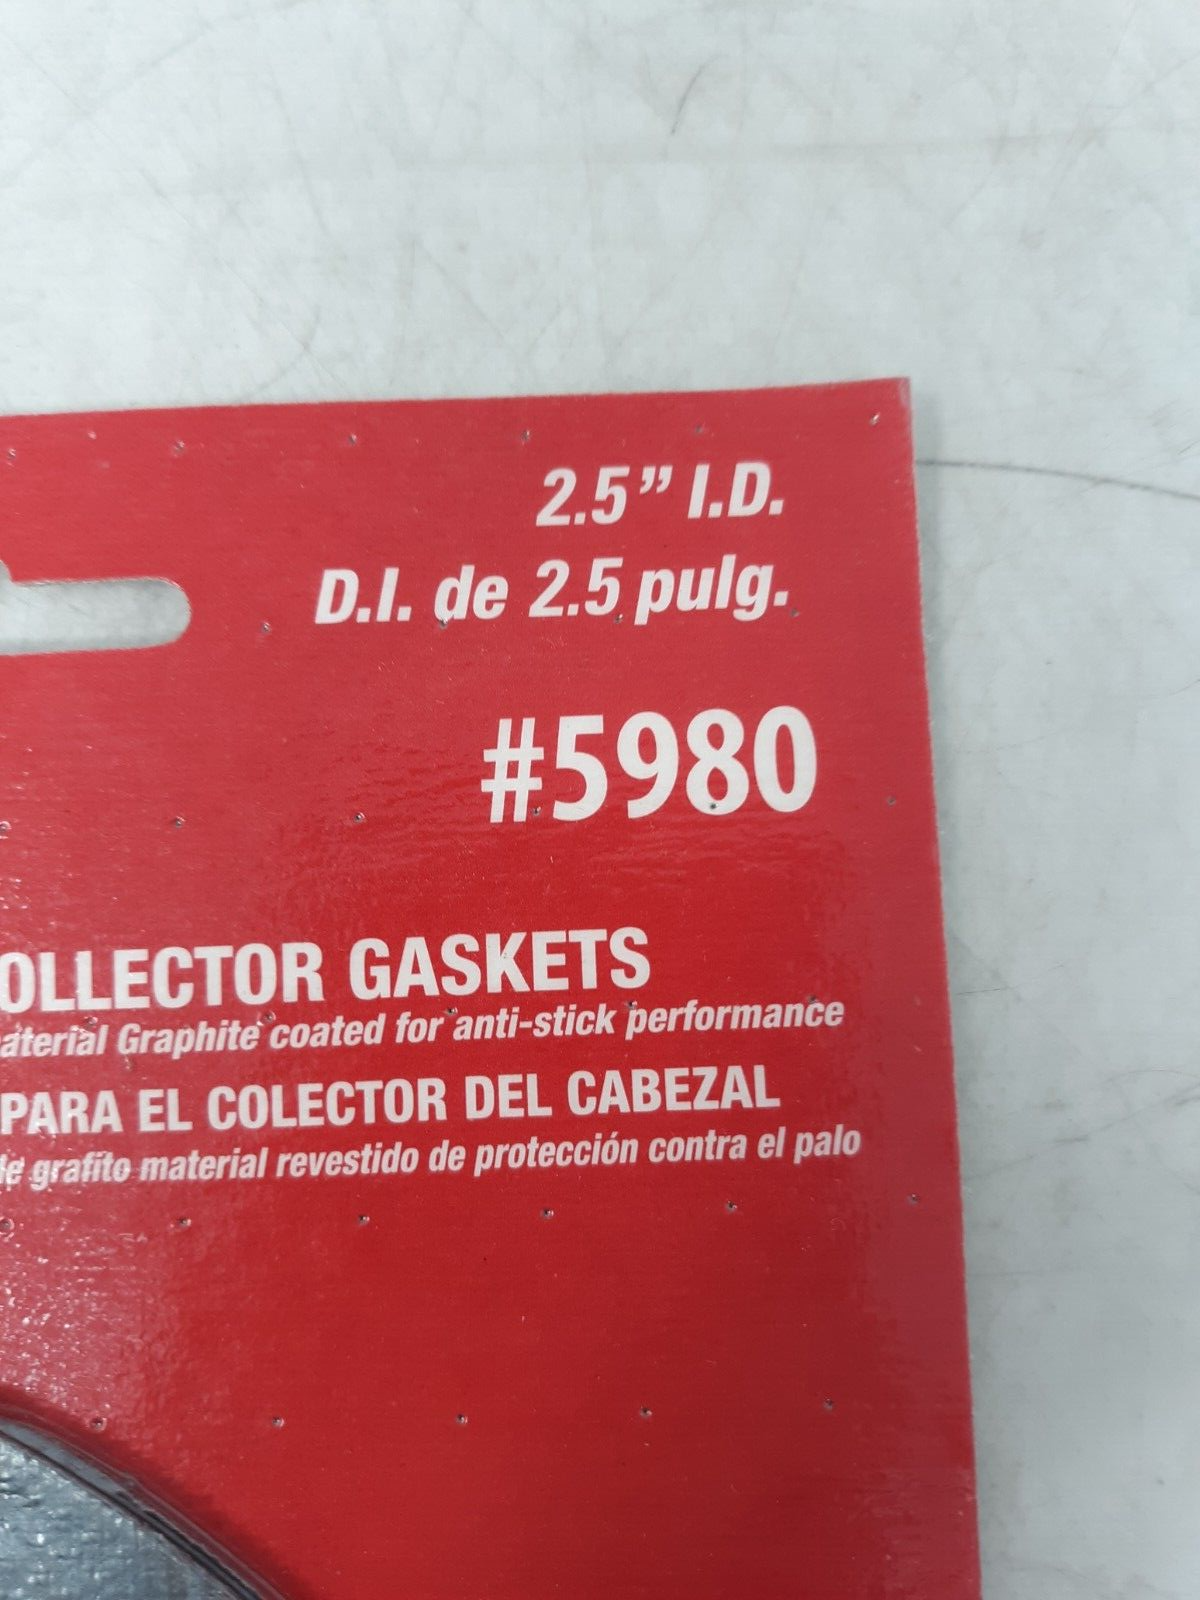 2.5” I.D.
D.I. de 2.5 pulg.
#5980
OLLECTOR GASKETS
aterial Graphite coated for anti-stick performance
PARA EL COLECTOR DEL CABEZAL
le grafito material revestido de protección contra el palo